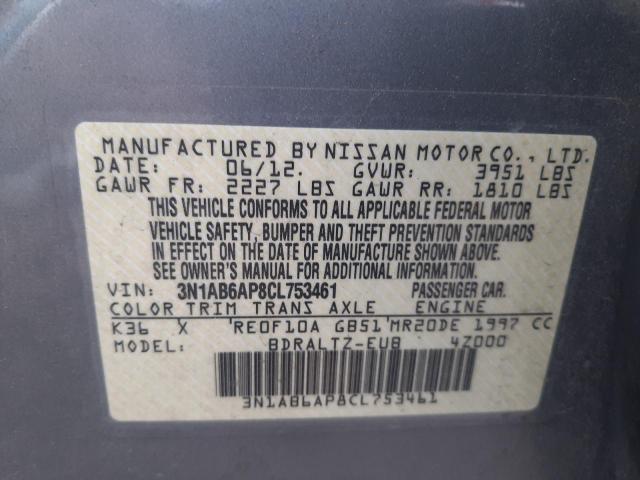 MANUFACTURED BY NISSAN MOTOR CO., LTD.
DATE: 06/12. GVWR: 3951 LBS
GAWR FR: 2227 LBS GAWR RR: 1810 LBS
THIS VEHICLE CONFORMS TO ALL APPLICABLE FEDERAL MOTOR
VEHICLE SAFETY, BUMPER AND THEFT PREVENTION STANDARDS
IN EFFECT ON THE DATE OF MANUFACTURE SHOWN ABOVE.
SEE OWNER'S MANUAL FOR ADDITIONAL INFORMATION
VIN: 3N1AB6AP8CL753461 PASSENGER CAR.
COLOR TRIM TRANS AXLE ENGINE
K36 X 'RE0F10A GB51'MR20DE 1997 CC
MODEL: BDRALTZ-EUB 4Z000
3N1AB6AP8CL753461